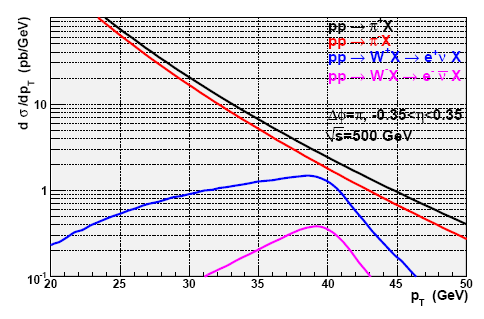 pp → π⁺X
pp → π⁻X
pp → W⁺X → e⁺ν X
pp → W⁻X → e⁻ν̅ X
Δφ=π, -0.35<η<0.35
√s=500 GeV
d σ/dp_T (pb/GeV)
10
1
10⁻¹
20 25 30 35 40 45 50
p_T (GeV)